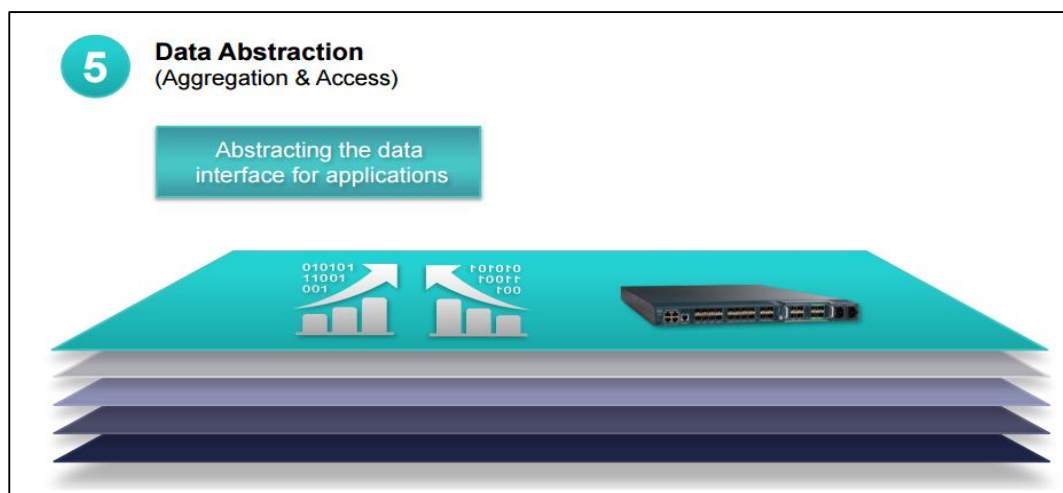 5
Data Abstraction
(Aggregation & Access)
Abstracting the data
interface for applications
010101
11001
001
010101
11001
001